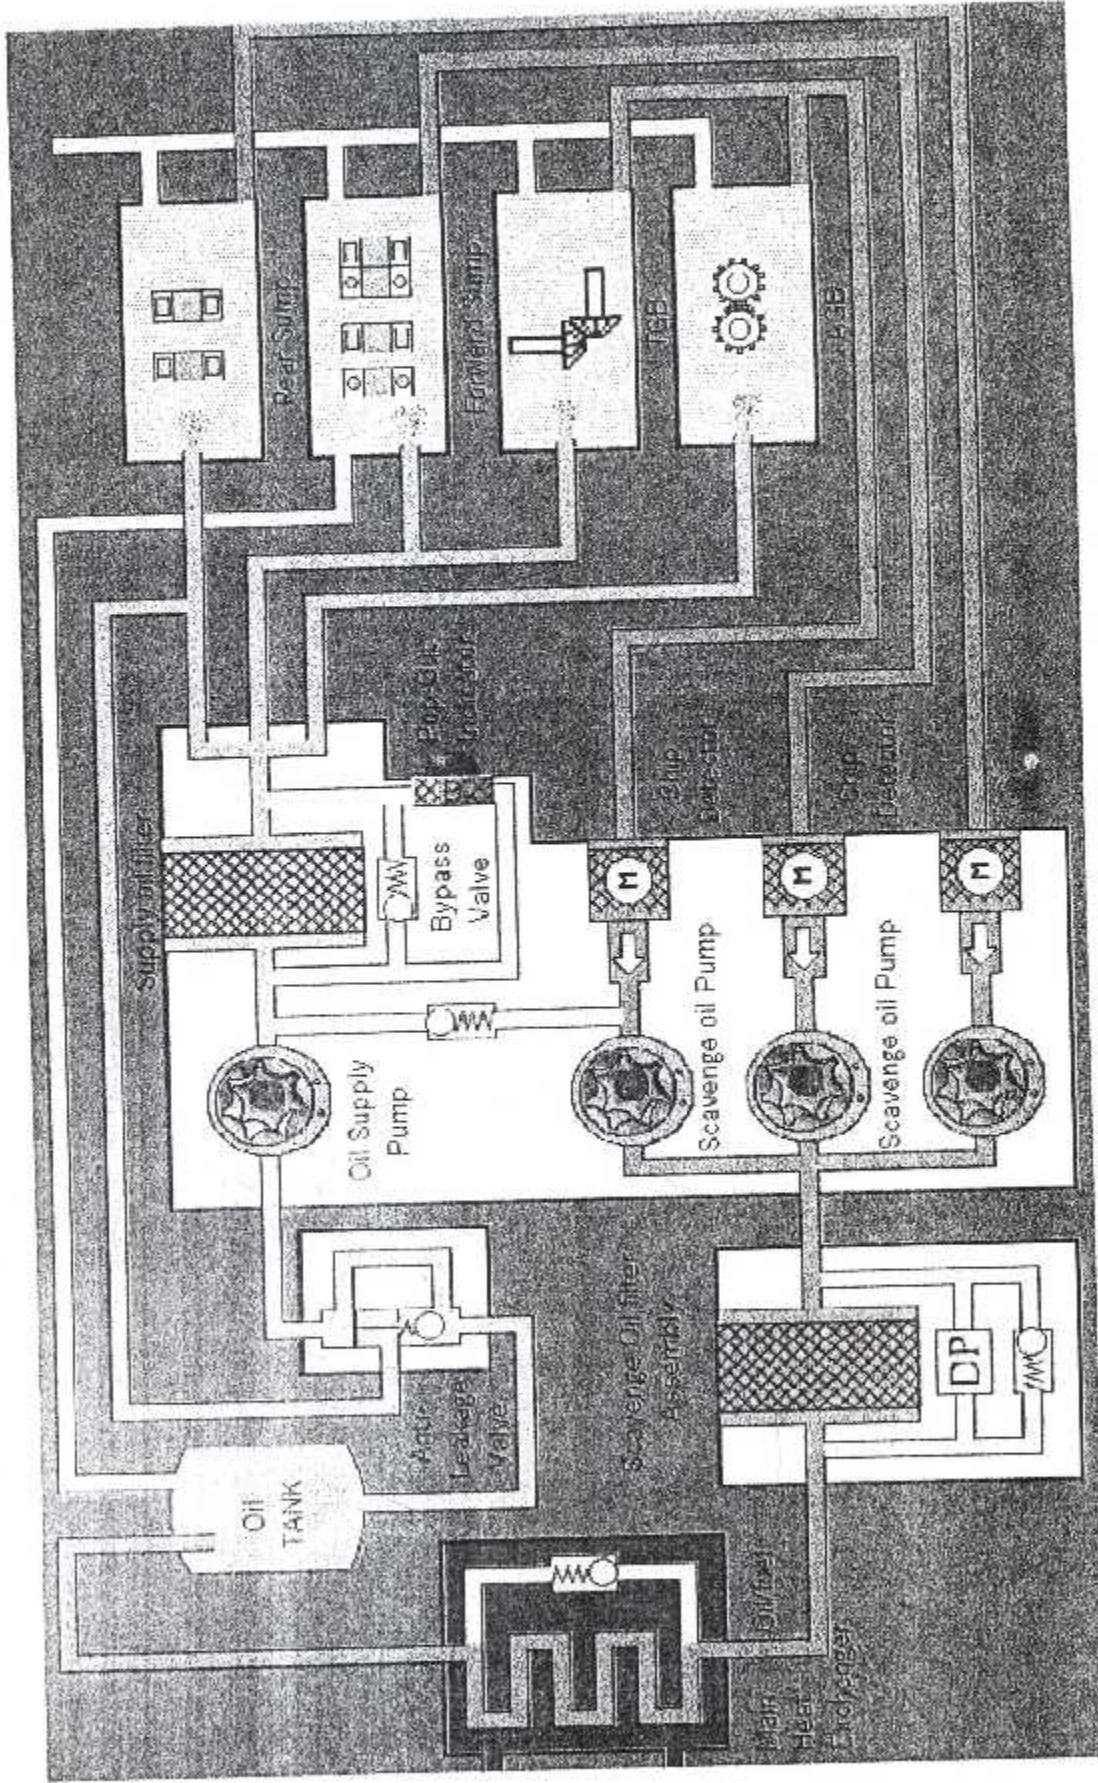 Rear Sump
Forward Sump
TGB
AGB
Supply oil filter
Pop Out
Indicator
Bypass
Valve
Chip
Detector
Chip
Detector
M
M
M
Oil Supply
Pump
Scavenge oil Pump
Scavenge oil Pump
Anti-
Leakage
Valve
Oil
TANK
Scavenge Oil filter
Assembly
DP
Main Oil/fuel
Heat
Exchanger